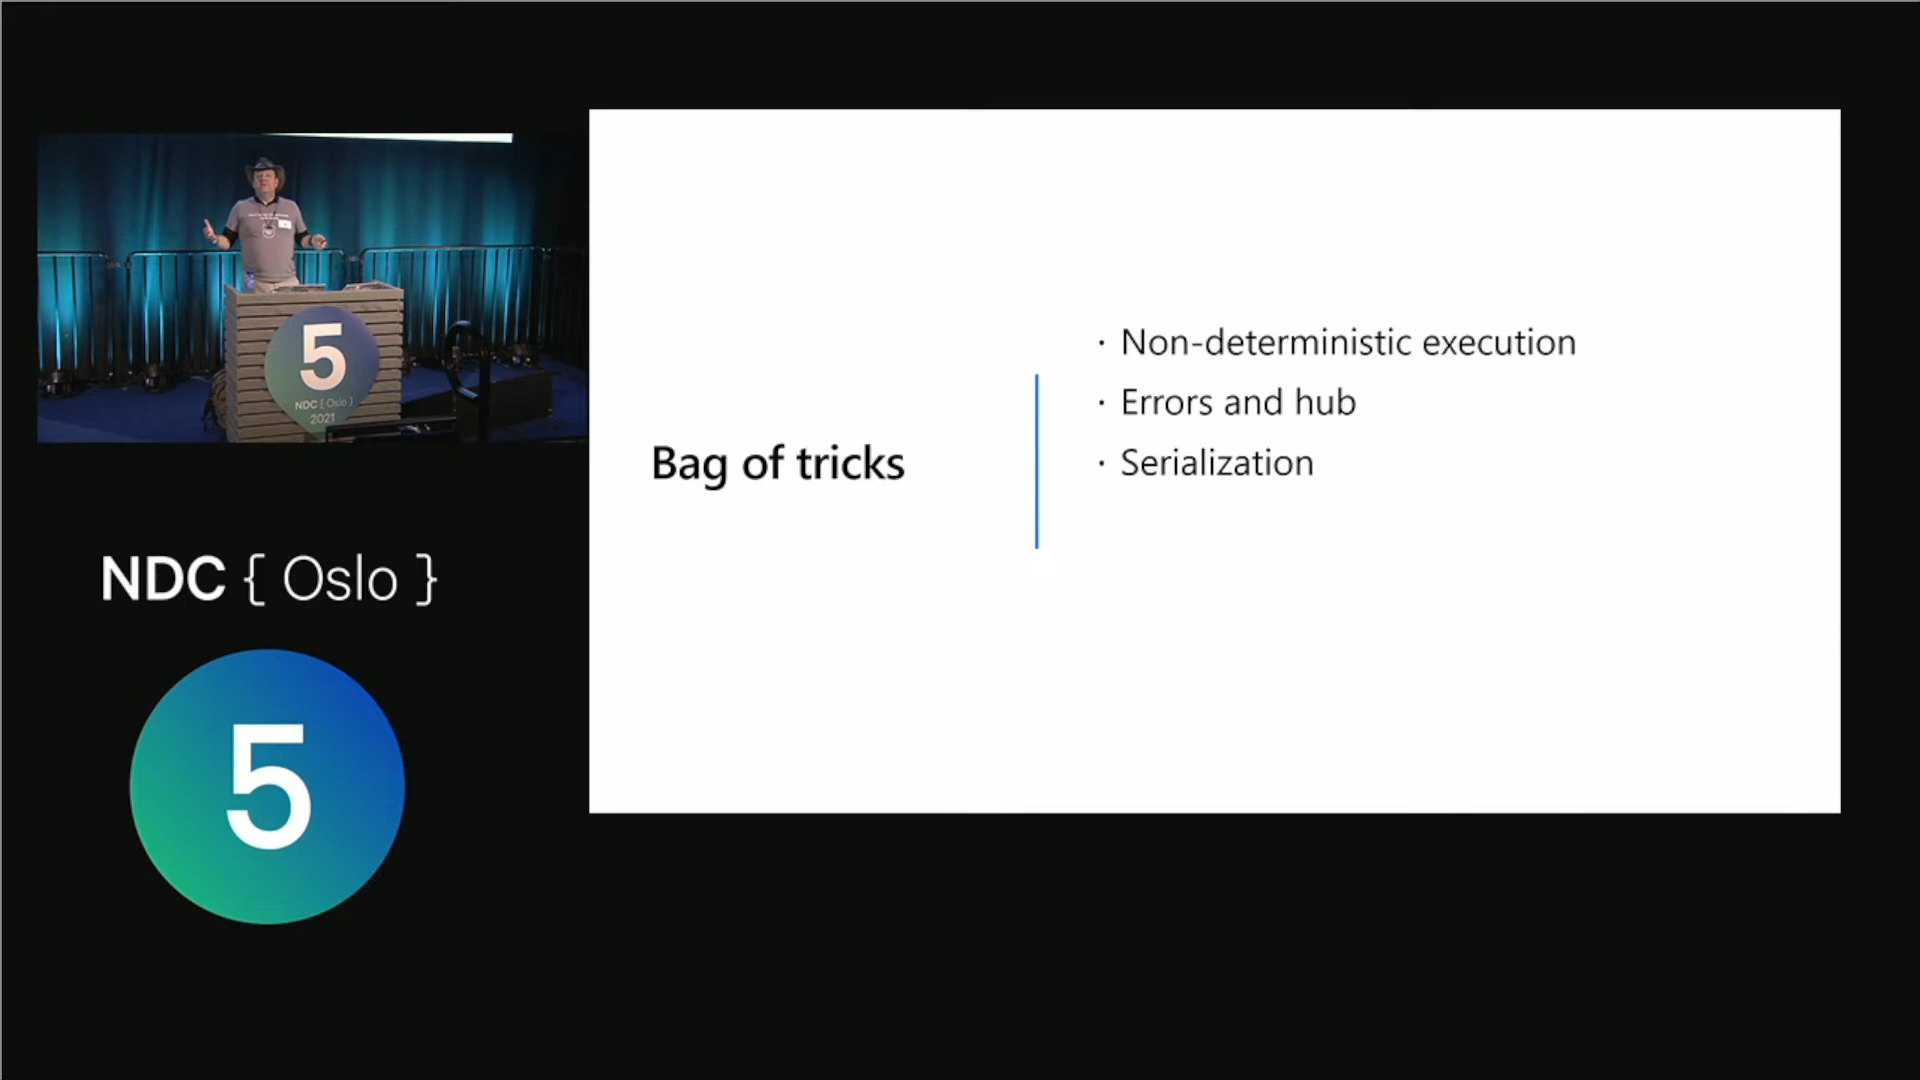 5
NDC { Oslo }
2021
NDC { Oslo }
5
Bag of tricks
· Non-deterministic execution
· Errors and hub
· Serialization